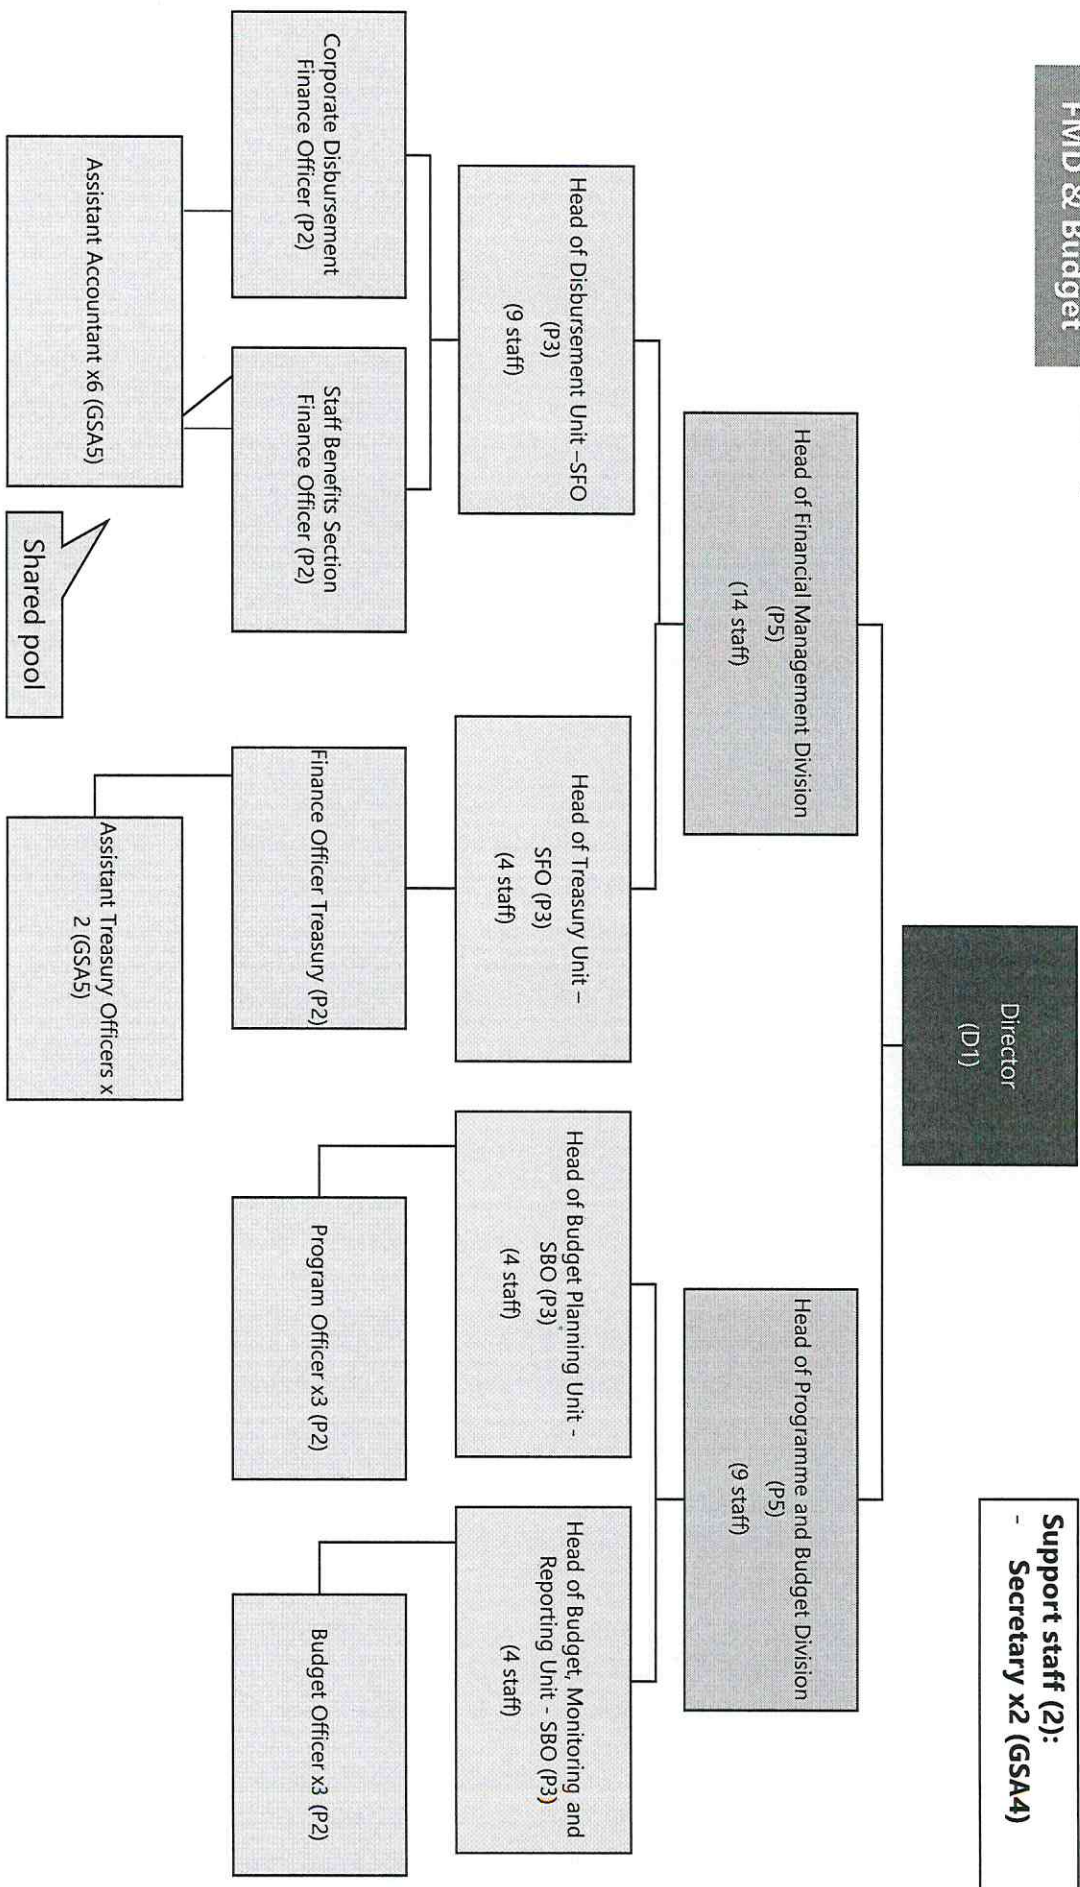 FMD & Budget
Director
(D1)
Support staff (2):
- Secretary x2 (GSA4)
Head of Financial Management Division
(P5)
(14 staff)
Head of Programme and Budget Division
(P5)
(9 staff)
Head of Disbursement Unit –SFO
(P3)
(9 staff)
Head of Treasury Unit –
SFO (P3)
(4 staff)
Head of Budget Planning Unit -
SBO (P3)
(4 staff)
Head of Budget, Monitoring and
Reporting Unit - SBO (P3)
(4 staff)
Corporate Disbursement
Finance Officer (P2)
Staff Benefits Section
Finance Officer (P2)
Finance Officer Treasury (P2)
Program Officer x3 (P2)
Budget Officer x3 (P2)
Assistant Accountant x6 (GSA5)
Shared pool
Assistant Treasury Officers x
2 (GSA5)